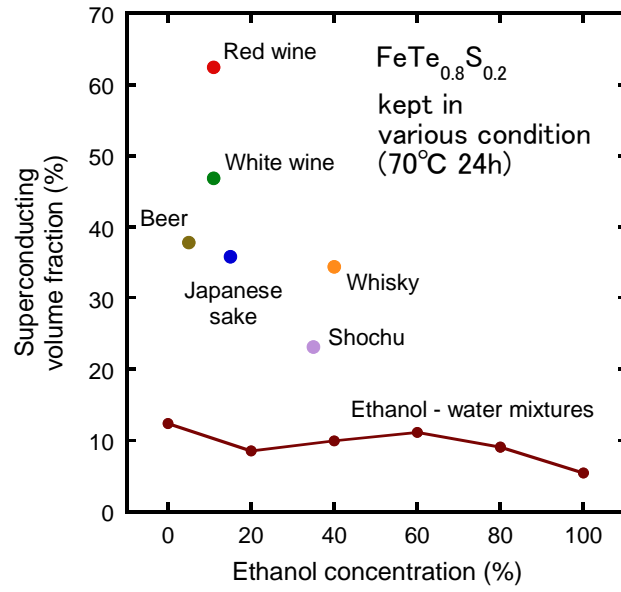 70
60
50
40
30
20
10
0
Superconducting
volume fraction (%)
Red wine
FeTe0.8S0.2
kept in
various condition
(70℃ 24h)
White wine
Beer
Japanese
sake
Whisky
Shochu
Ethanol - water mixtures
0 20 40 60 80 100
Ethanol concentration (%)